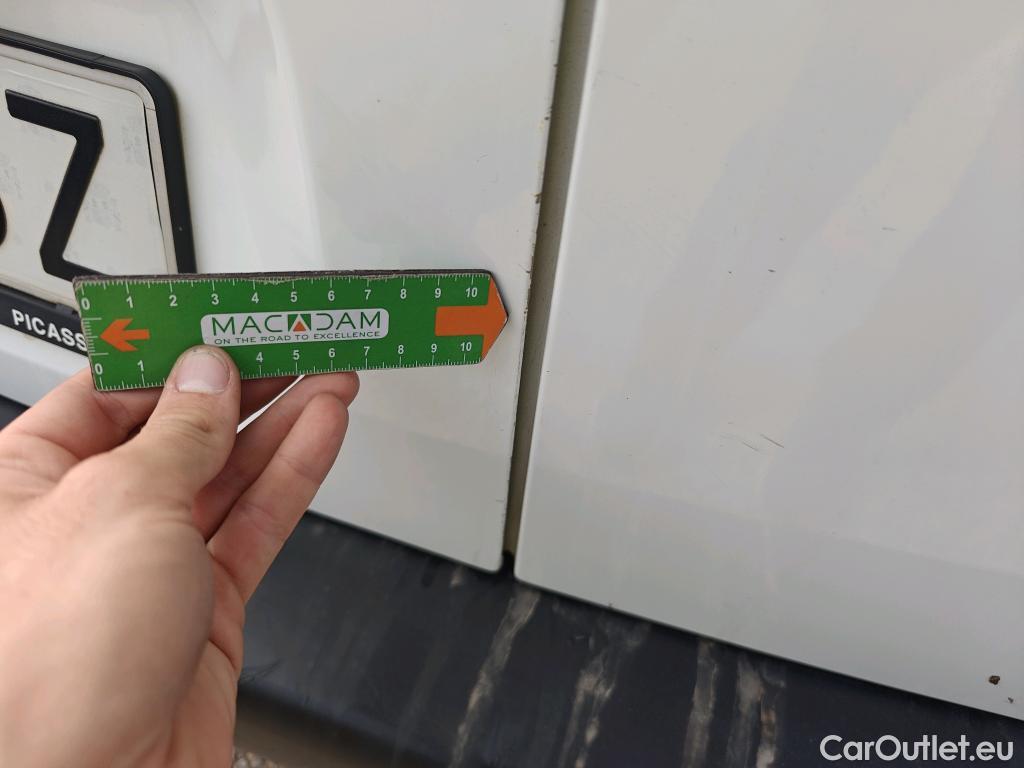 Z
PICASS
0 1 2 3 4 5 6 7 8 9 10
MACADAM
ON THE ROAD TO EXCELLENCE
0 1 4 5 6 7 8 9 10
CarOutlet.eu